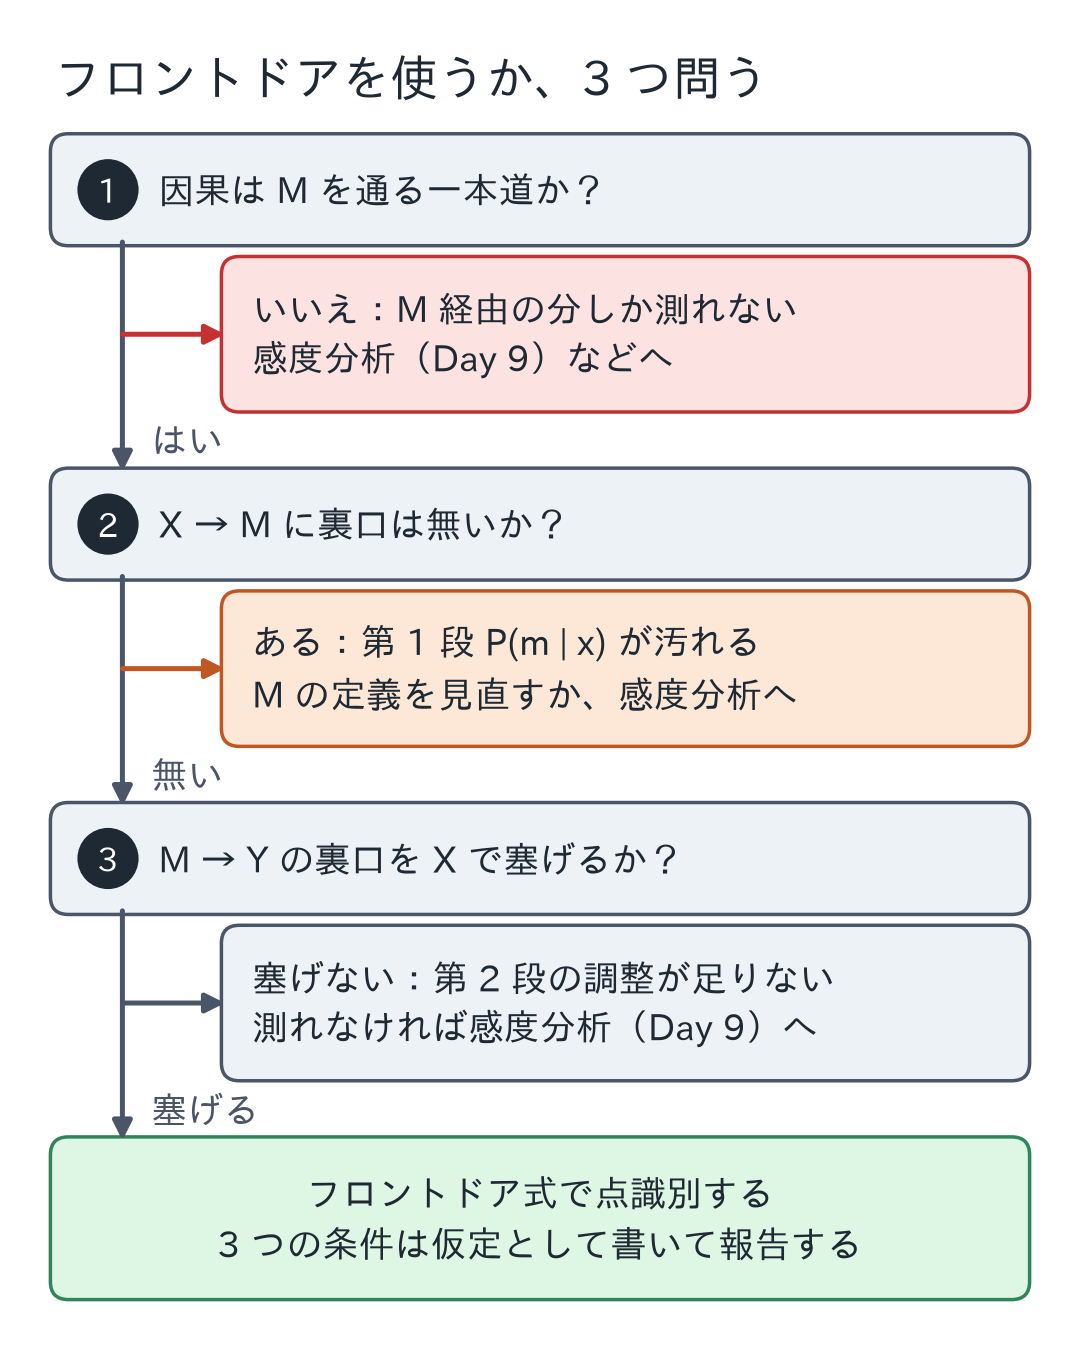 フロントドアを使うか、3 つ問う
1 因果は M を通る一本道か？
いいえ：M 経由の分しか測れない
感度分析（Day 9）などへ
はい
2 X → M に裏口は無いか？
ある：第 1 段 P(m | x) が汚れる
M の定義を見直すか、感度分析へ
無い
3 M → Y の裏口を X で塞げるか？
塞げない：第 2 段の調整が足りない
測れなければ感度分析（Day 9）へ
塞げる
フロントドア式で点識別する
3 つの条件は仮定として書いて報告する